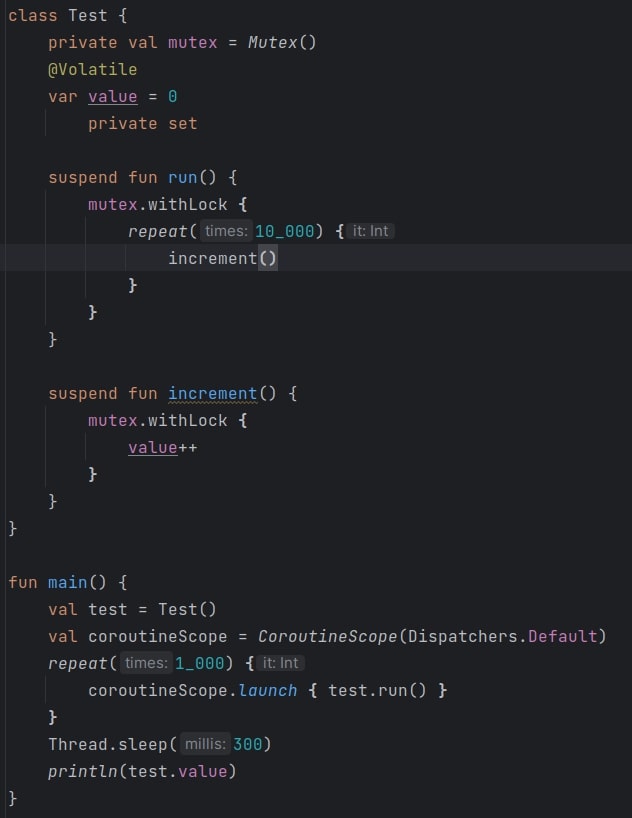 class Test {
    private val mutex = Mutex()
    @Volatile
    var value = 0
        private set

    suspend fun run() {
        mutex.withLock {
            repeat( times: 10_000) { it: Int
                increment()
            }
        }
    }

    suspend fun increment() {
        mutex.withLock {
            value++
        }
    }
}

fun main() {
    val test = Test()
    val coroutineScope = CoroutineScope(Dispatchers.Default)
    repeat( times: 1_000) { it: Int
        coroutineScope.launch { test.run() }
    }
    Thread.sleep( millis: 300)
    println(test.value)
}